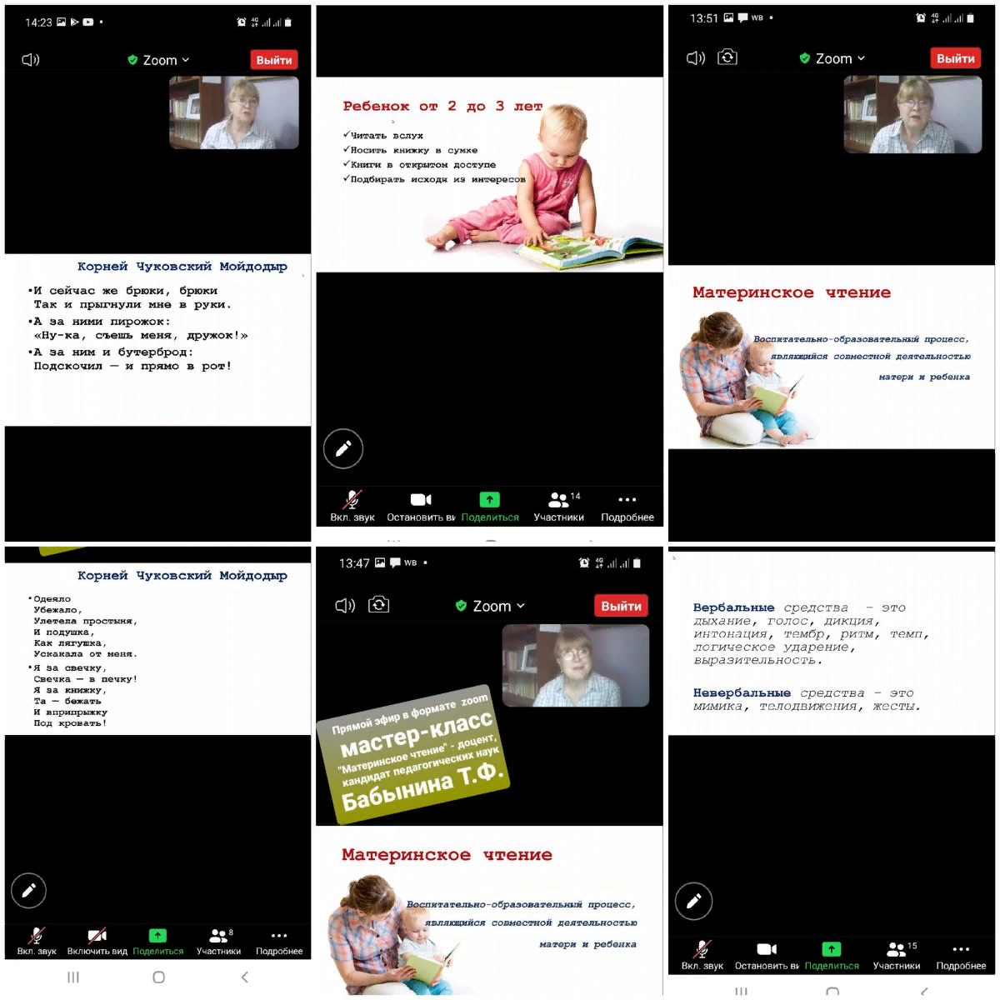 14:23
4G
Zoom
Выйти
Корней Чуковский Мойдодыр
•И сейчас же брюки, брюки
Так и прыгнули мне в руки.
•А за ними пирожок:
«Ну-ка, съешь меня, дружок!»
•А за ним и бутерброд:
Подскочил — и прямо в рот!
Ребенок от 2 до 3 лет
✓Читать вслух
✓Носить книжку в сумке
✓Книги в открытом доступе
✓Подбирать исходя из интересов
14
Вкл. звук
Остановить ви
Поделиться
Участники
Подробнее
13:51
WB
4G
Zoom
Выйти
Материнское чтение
Воспитательно-образовательный процесс,
являющийся совместной деятельностью
матери и ребенка
Корней Чуковский Мойдодыр
•Одеяло
Убежало,
Улетела простыня,
И подушка,
Как лягушка,
Ускакала от меня.
•Я за свечку,
Свечка — в печку!
Я за книжку,
Та — бежать
И вприпрыжку
Под кровать!
8
Вкл. звук
Включить вид
Поделиться
Участники
Подробнее
13:47
WB
4G
Zoom
Выйти
Прямой эфир в формате zoom
мастер-класс
"Материнское чтение" - доцент,
кандидат педагогических наук
Бабынина Т.Ф.
Материнское чтение
Воспитательно-образовательный процесс,
являющийся совместной деятельностью
матери и ребенка
Вербальные средства – это
дыхание, голос, дикция,
интонация, тембр, ритм, темп,
логическое ударение,
выразительность.
Невербальные средства – это
мимика, телодвижения, жесты.
15
Вкл. звук
Остановить ви
Поделиться
Участники
Подробнее